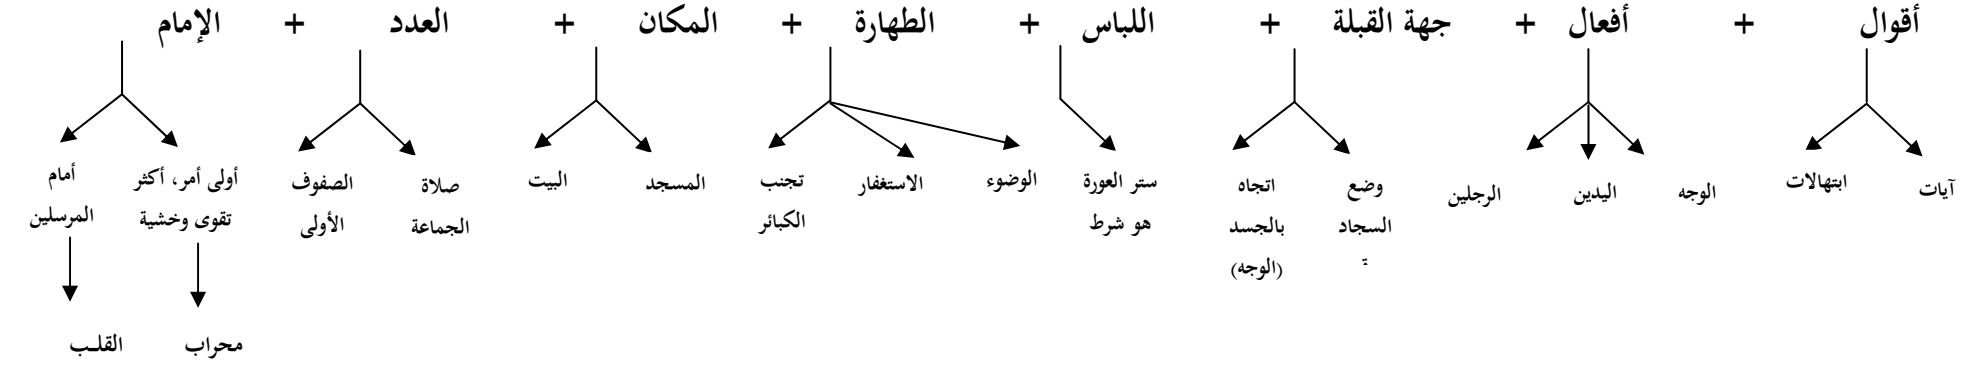 أقوال + أفعال + جهة القبلة + اللباس + الطهارة + المكان + العدد + الإمام
آيات
ابتهالات
الوجه
اليدين
الرجلين
وضع
السجاد
ة
اتجاه
بالجسد
(الوجه)
ستر العورة
هو شرط
الوضوء
الاستغفار
تجنب
الكبائر
المسجد
البيت
صلاة
الجماعة
الصفوف
الأولى
أولى أمر، أكثر
تقوى وخشية
محراب
أمام
المرسلين
القلب